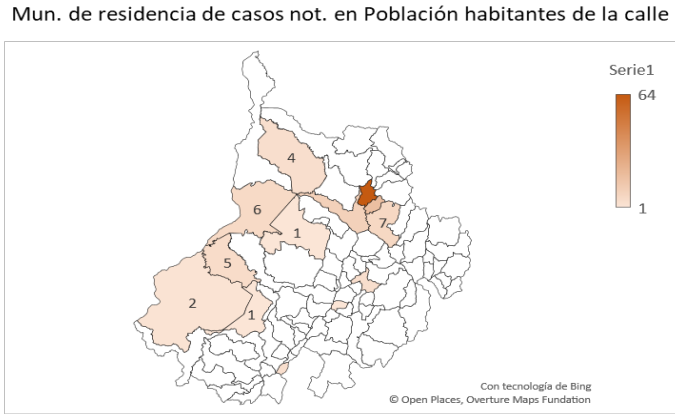 Mun. de residencia de casos not. en Población habitantes de la calle
Serie1
64
1
4
6
1
7
5
2
1
Con tecnología de Bing
© Open Places, Overture Maps Fundation